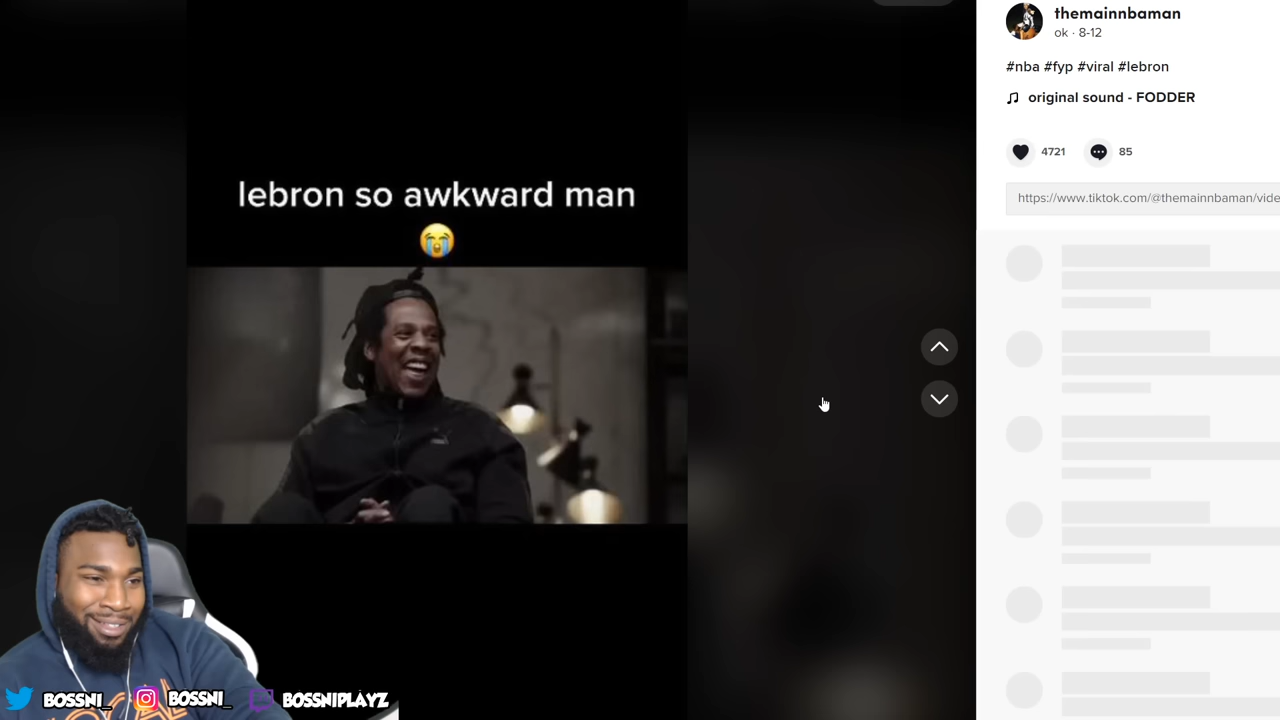 themainnbaman
ok · 8-12
#nba #fyp #viral #lebron
original sound - FODDER
4721
85
https://www.tiktok.com/@themainnbaman/vide
lebron so awkward man
😭
BOSSNI_
BOSSNI_
BOSSNIPLAYZ